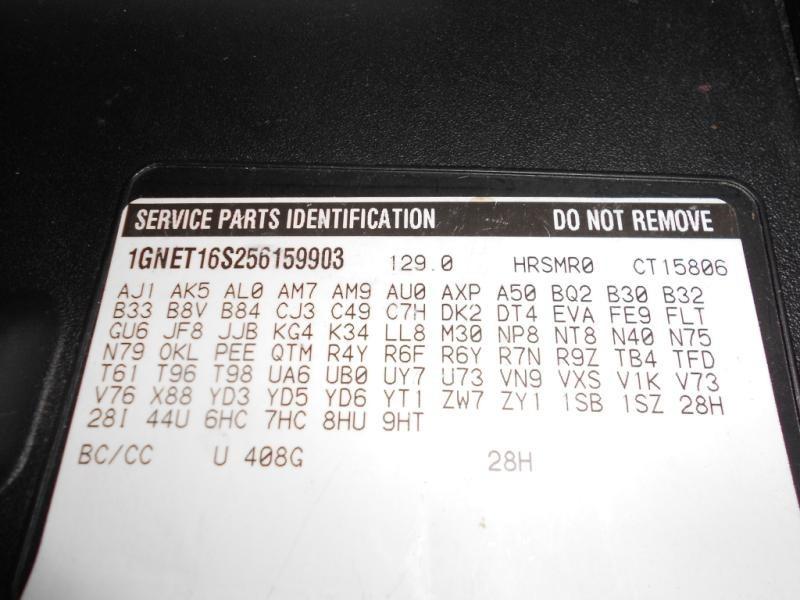 SERVICE PARTS IDENTIFICATION DO NOT REMOVE
1GNET16S256159903 129.0 HRSMR0 CT15806
AJ1 AK5 AL0 AM7 AM9 AU0 AXP A50 BQ2 B30 B32
B33 B8V B84 CJ3 C49 C7H DK2 DT4 EVA FE9 FLT
GU6 JF8 JJB KG4 K34 LL8 M30 NP8 NT8 N40 N75
N79 OKL PEE QTM R4Y R6F R6Y R7N R9Z TB4 TFD
T61 T96 T98 UA6 UB0 UY7 U73 VN9 VXS V1K V73
V76 X88 YD3 YD5 YD6 YT1 ZW7 ZY1 1SB 1SZ 28H
28I 44U 6HC 7HC 8HU 9HT
BC/CC U 408G 28H